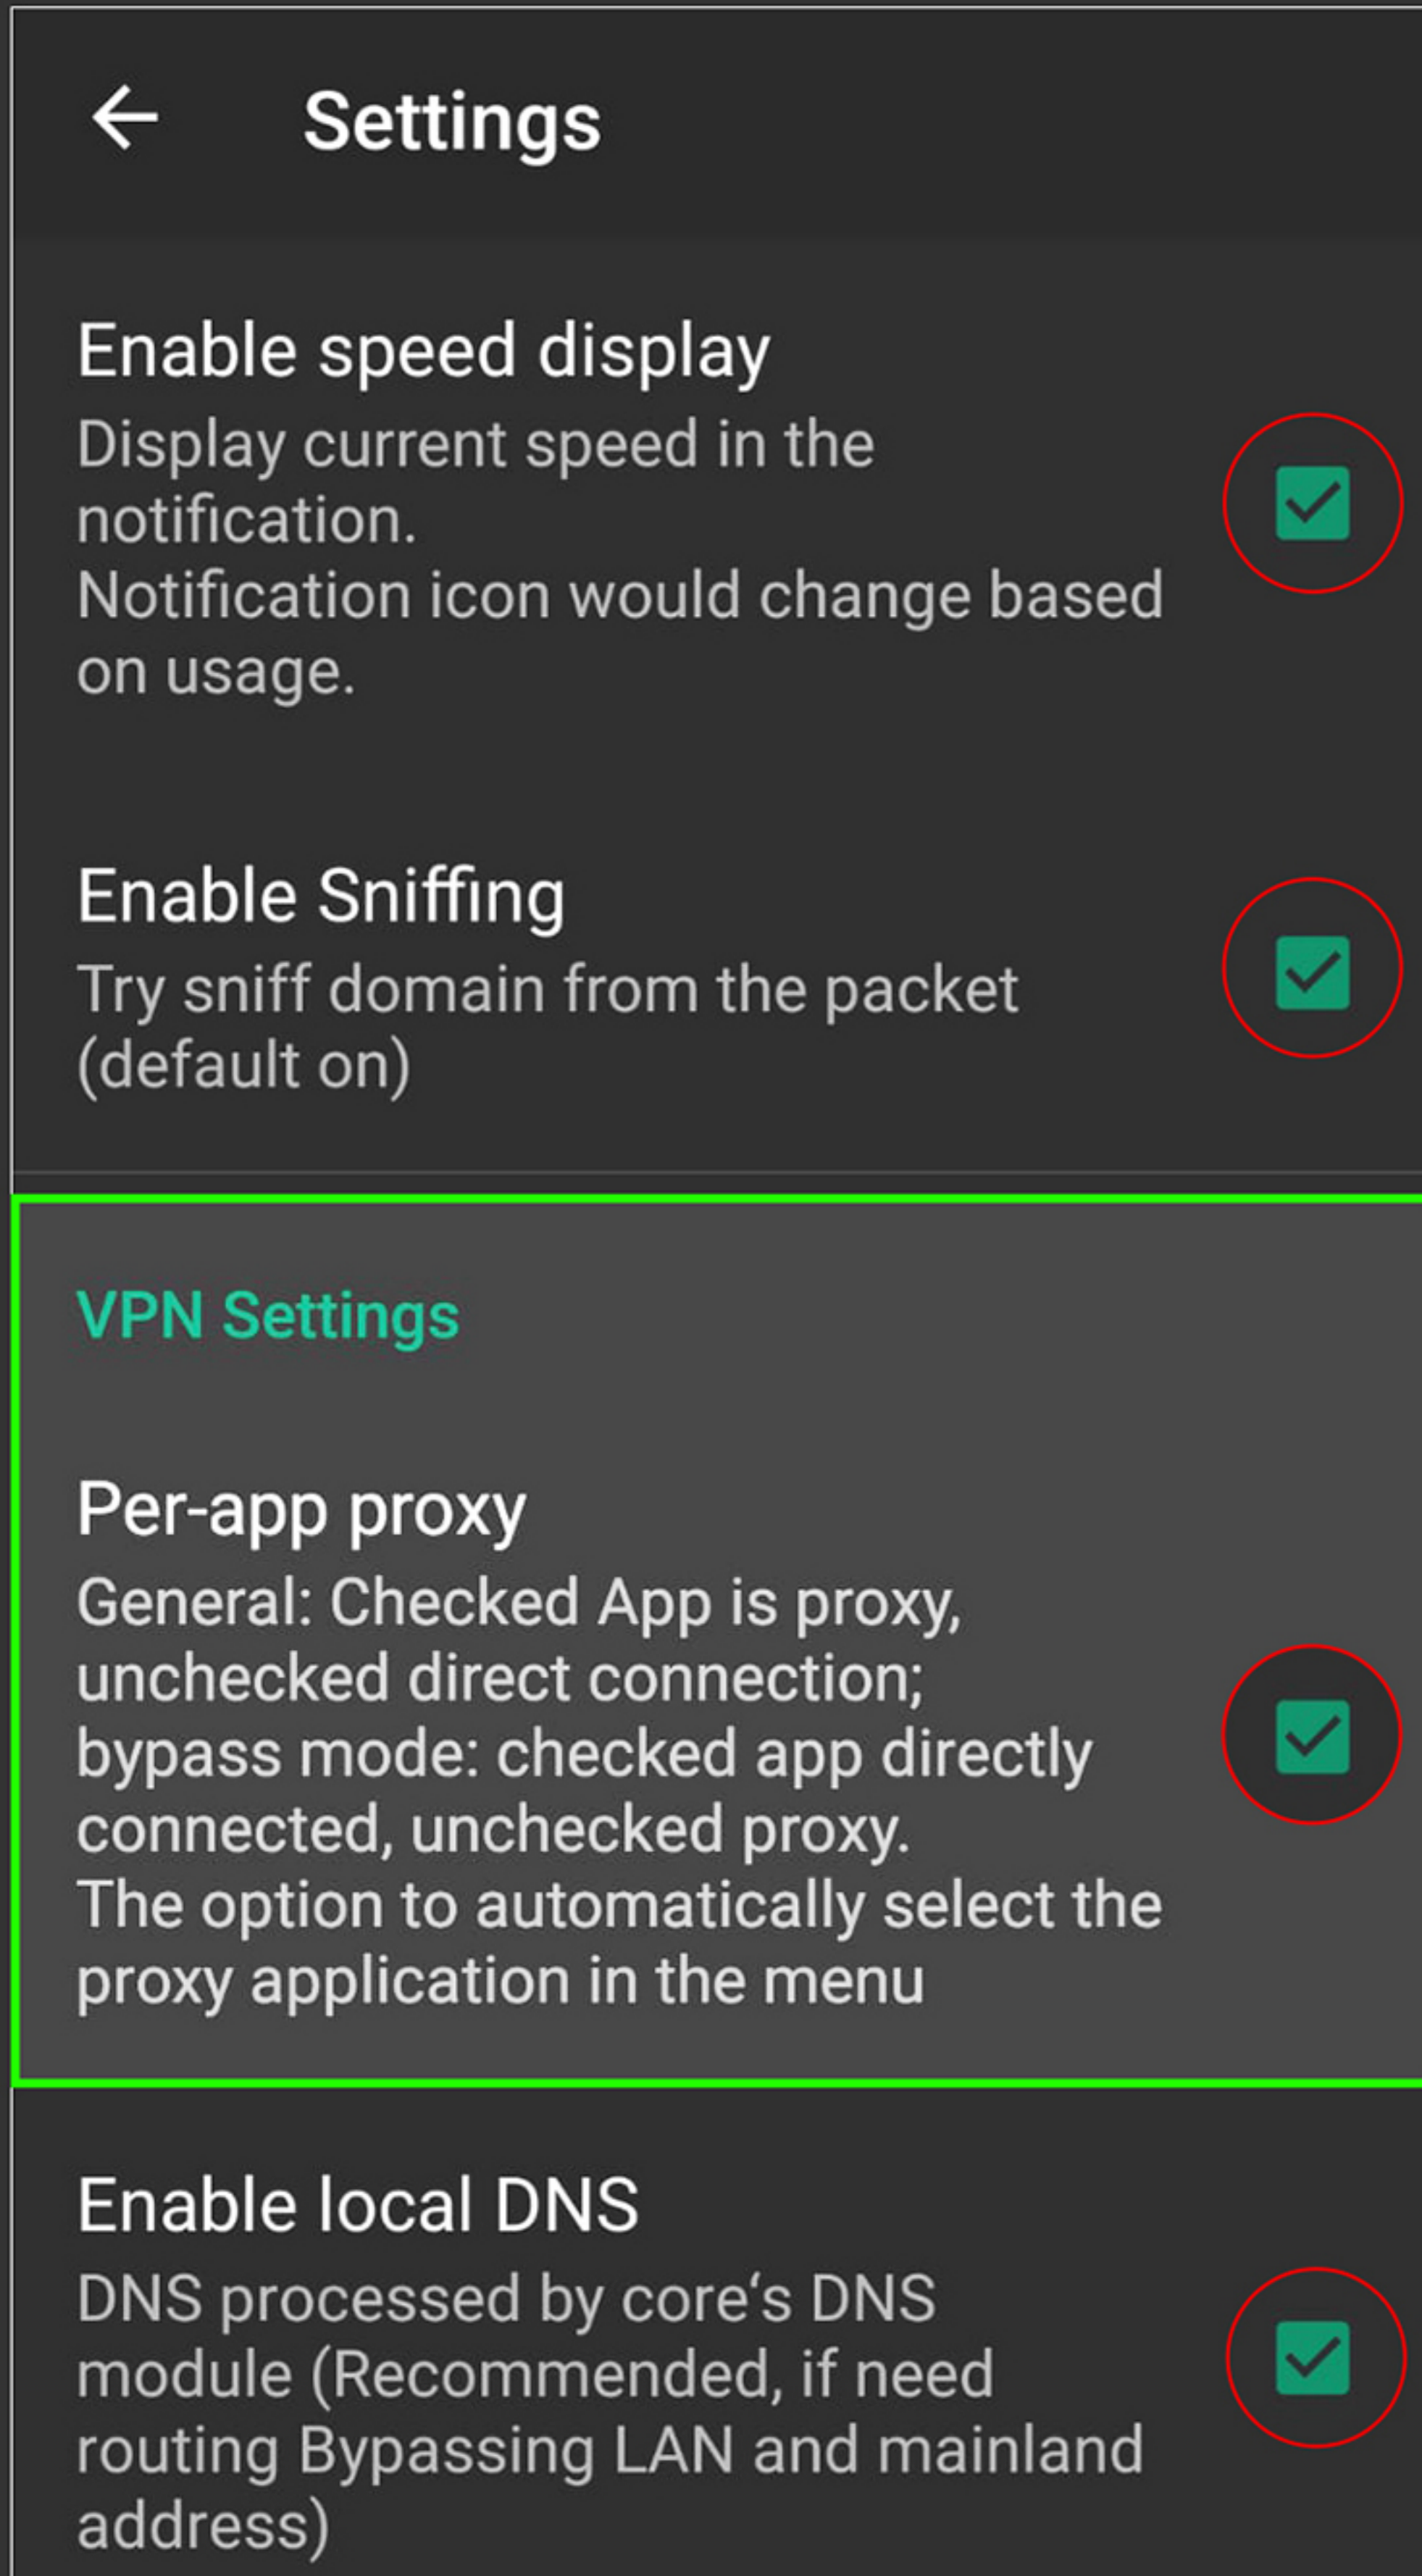 Settings
Enable speed display
Display current speed in the
notification.
Notification icon would change based
on usage.
Enable Sniffing
Try sniff domain from the packet
(default on)
VPN Settings
Per-app proxy
General: Checked App is proxy,
unchecked direct connection;
bypass mode: checked app directly
connected, unchecked proxy.
The option to automatically select the
proxy application in the menu
Enable local DNS
DNS processed by core‘s DNS
module (Recommended, if need
routing Bypassing LAN and mainland
address)